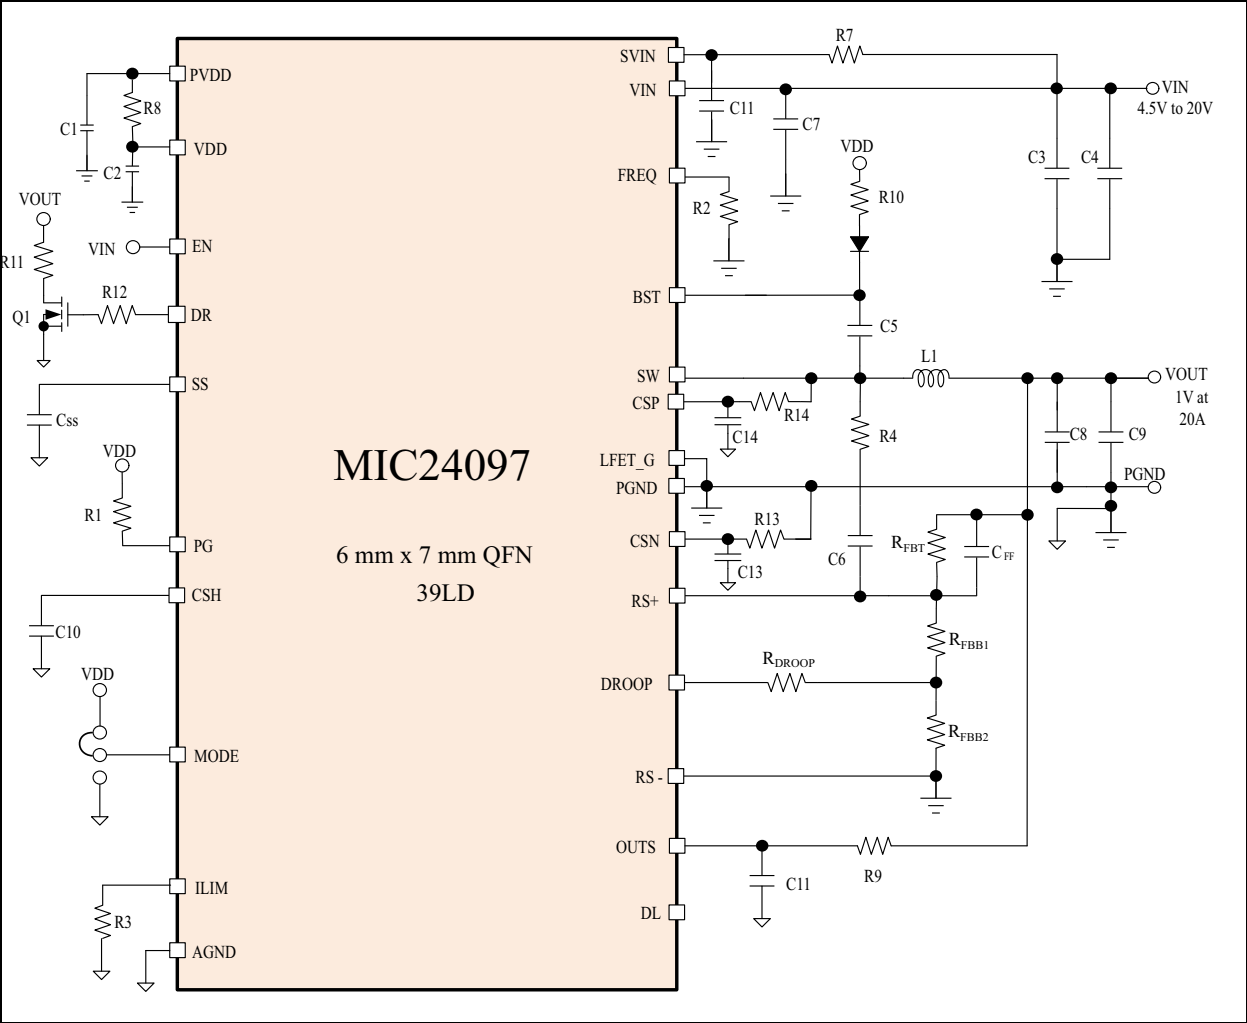 SVIN
R7
PVDD
VIN
C11
C7
VIN
4.5V to 20V
R8
C1
VDD
C2
FREQ
R2
VDD
R10
C3
C4
VOUT
R11
VIN
EN
BST
C5
R12
Q1
DR
SW
L1
VOUT
1V at
20A
SS
Css
CSP
R14
C14
R4
C8
C9
VDD
R1
PG
MIC24097
6 mm x 7 mm QFN
39LD
LFET_G
PGND
PGND
CSN
R13
C13
C6
RFBT
CFF
CSH
C10
RS+
RFBB1
VDD
DROOP
RDROOP
RFBB2
MODE
RS -
OUTS
C11
R9
ILIM
R3
DL
AGND